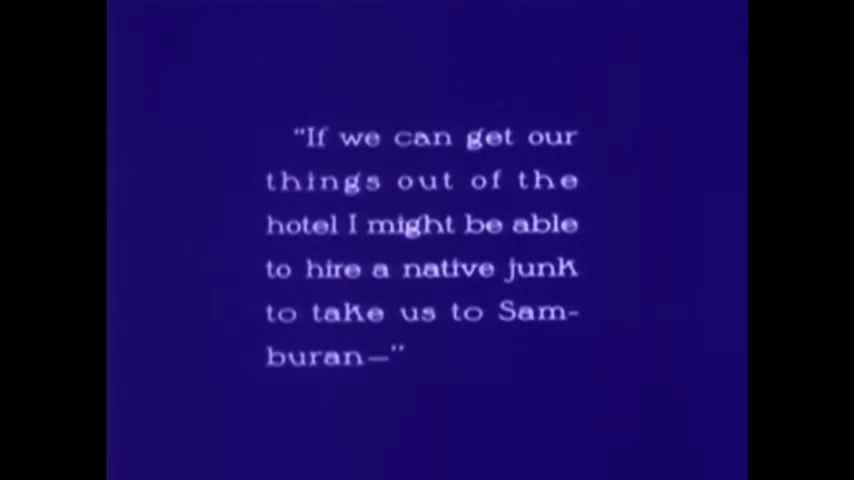 "If we can get our
things out of the
hotel I might be able
to hire a native junk
to take us to Sam-
buran—"